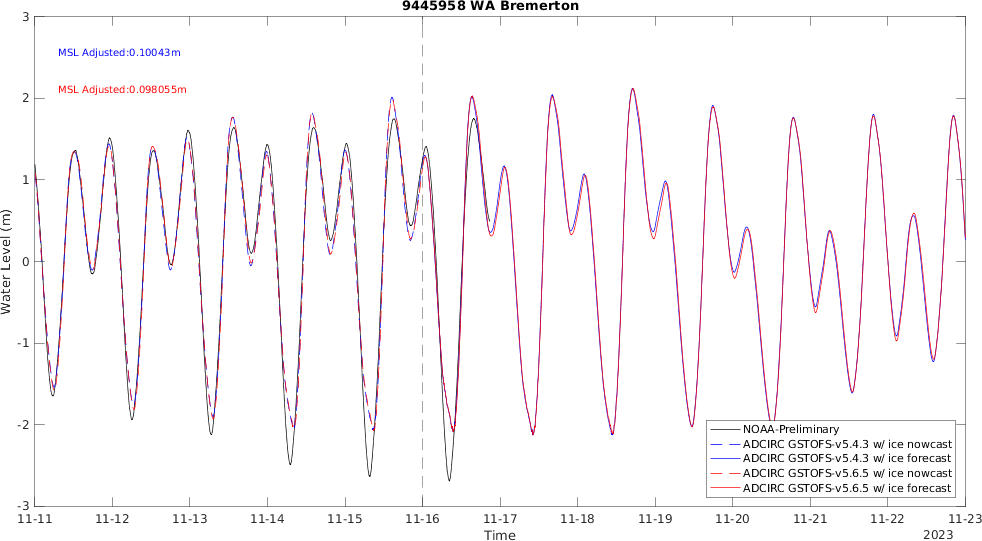 9445958 WA Bremerton
MSL Adjusted:0.10043m
MSL Adjusted:0.098055m
Water Level (m)
3
2
1
0
-1
-2
-3
NOAA-Preliminary
ADCIRC GSTOFS-v5.4.3 w/ ice nowcast
ADCIRC GSTOFS-v5.4.3 w/ ice forecast
ADCIRC GSTOFS-v5.6.5 w/ ice nowcast
ADCIRC GSTOFS-v5.6.5 w/ ice forecast
11-11 11-12 11-13 11-14 11-15 11-16 11-17 11-18 11-19 11-20 11-21 11-22 11-23
Time
2023